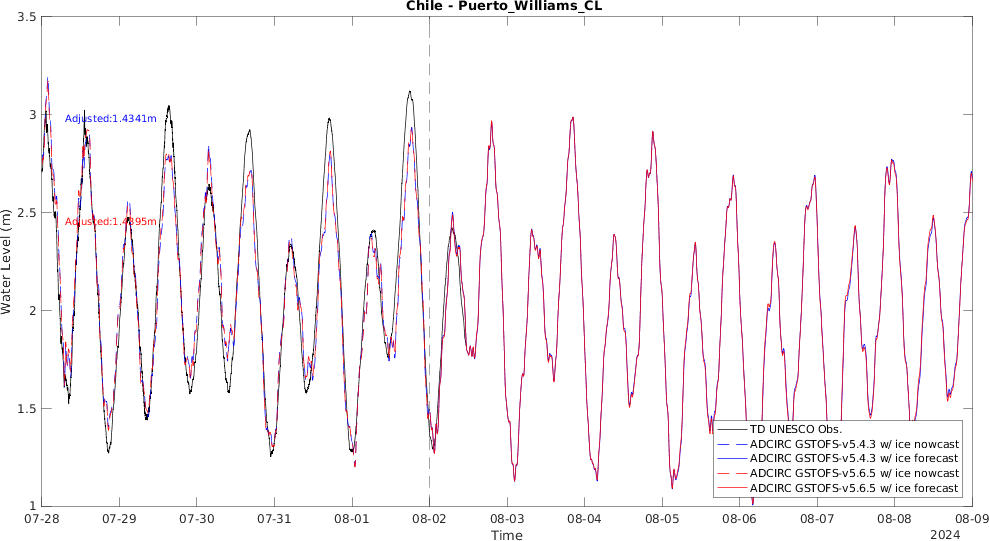 Chile - Puerto_Williams_CL
3.5
3
2.5
2
1.5
1
Water Level (m)
Adjusted:1.4341m
Adjusted:1.4395m
TD UNESCO Obs.
ADCIRC GSTOFS-v5.4.3 w/ ice nowcast
ADCIRC GSTOFS-v5.4.3 w/ ice forecast
ADCIRC GSTOFS-v5.6.5 w/ ice nowcast
ADCIRC GSTOFS-v5.6.5 w/ ice forecast
07-28 07-29 07-30 07-31 08-01 08-02 08-03 08-04 08-05 08-06 08-07 08-08 08-09
Time
2024